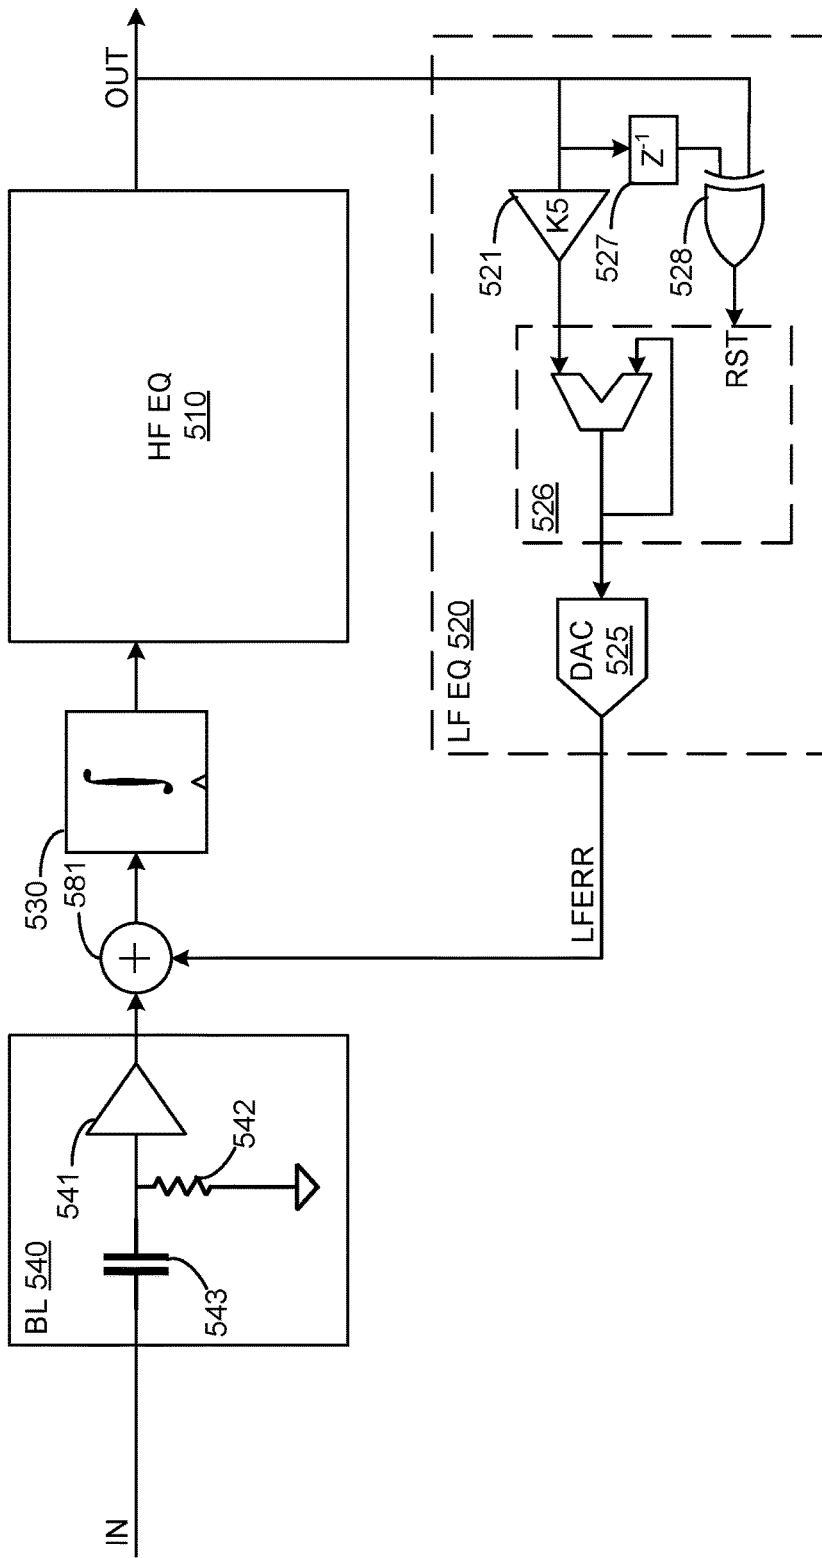 IN
BL 540
543
542
541
581
530
∫
HF EQ
510
OUT
LFERR
LF EQ 520
DAC
525
526
RST
521
K5
527
Z-1
528